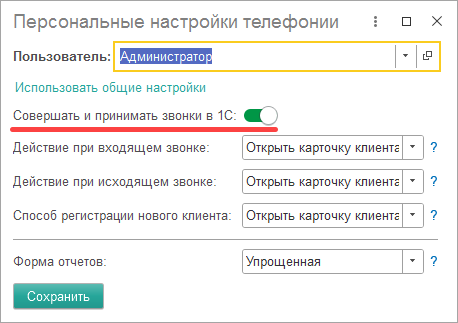 Персональные настройки телефонии
Пользователь: Администратор
Использовать общие настройки
Совершать и принимать звонки в 1С:
Действие при входящем звонке: Открыть карточку клиента ?
Действие при исходящем звонке: Открыть карточку клиента ?
Способ регистрации нового клиента: Открыть карточку клиента ?
Форма отчетов: Упрощенная ?
Сохранить